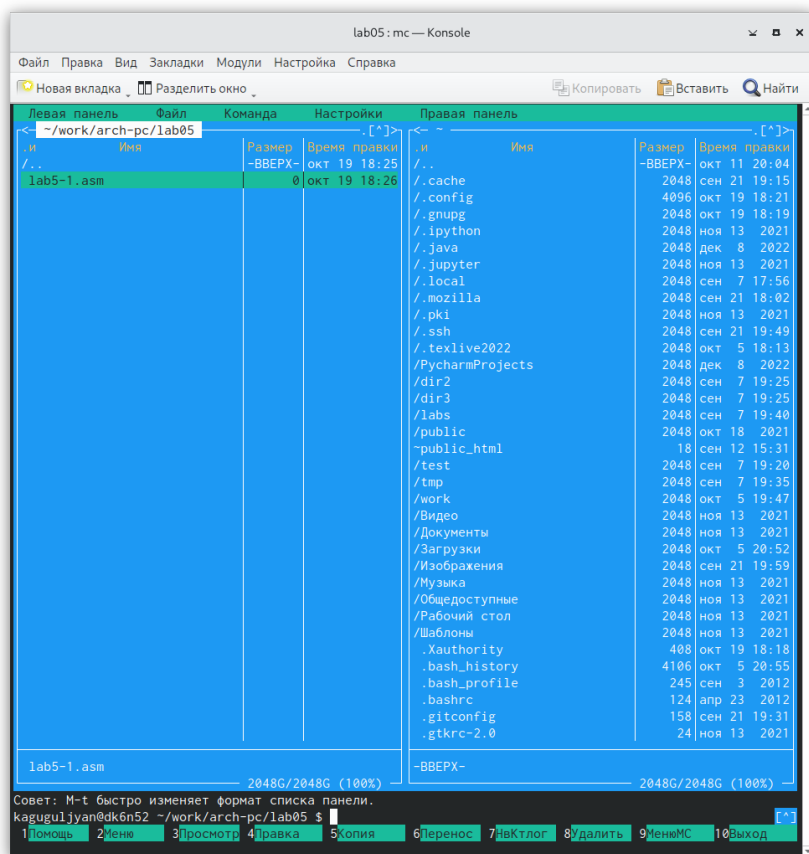 lab05 : mc — Konsole
Файл Правка Вид Закладки Модули Настройка Справка
Новая вкладка Разделить окно Копировать Вставить Найти
Левая панель Файл Команда Настройки Правая панель
<— ~/work/arch-pc/lab05 —.[^]>
.и Имя Размер Время правки
/.. -ВВЕРХ- окт 19 18:25
lab5-1.asm 0 окт 19 18:26
lab5-1.asm
2048G/2048G (100%)
<— ~ —.[^]>
.и Имя Размер Время правки
/.. -ВВЕРХ- окт 11 20:04
/.cache 2048 сен 21 19:15
/.config 4096 окт 19 18:21
/.gnupg 2048 окт 19 18:19
/.ipython 2048 ноя 13 2021
/.java 2048 дек 8 2022
/.jupyter 2048 ноя 13 2021
/.local 2048 сен 7 17:56
/.mozilla 2048 сен 21 18:02
/.pki 2048 ноя 13 2021
/.ssh 2048 сен 21 19:49
/.texlive2022 2048 окт 5 18:13
/PycharmProjects 2048 дек 8 2022
/dir2 2048 сен 7 19:25
/dir3 2048 сен 7 19:25
/labs 2048 сен 7 19:40
/public 2048 окт 18 2021
~public_html 18 сен 12 15:31
/test 2048 сен 7 19:20
/tmp 2048 сен 7 19:35
/work 2048 окт 5 19:47
/Видео 2048 ноя 13 2021
/Документы 2048 ноя 13 2021
/Загрузки 2048 окт 5 20:52
/Изображения 2048 сен 21 19:59
/Музыка 2048 ноя 13 2021
/Общедоступные 2048 ноя 13 2021
/Рабочий стол 2048 ноя 13 2021
/Шаблоны 2048 ноя 13 2021
.Xauthority 408 окт 19 18:18
.bash_history 4106 окт 5 20:55
.bash_profile 245 сен 3 2012
.bashrc 124 апр 23 2012
.gitconfig 158 сен 21 19:31
.gtkrc-2.0 24 ноя 13 2021
-ВВЕРХ-
2048G/2048G (100%)
Совет: M-t быстро изменяет формат списка панели.
kaguguljyan@dk6n52 ~/work/arch-pc/lab05 $ [^]
1Помощь 2Меню 3Просмотр 4Правка 5Копия 6Перенос 7НвКтлог 8Удалить 9МенюMC 10Выход